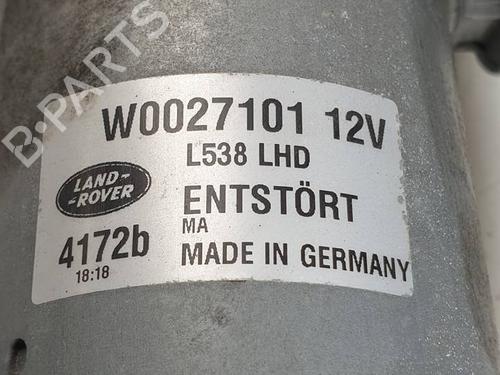 B-PARTS
W0027101 12V
L538 LHD
LAND-
-ROVER
ENTSTÖRT
MA
4172b
MADE IN GERMANY
18:18